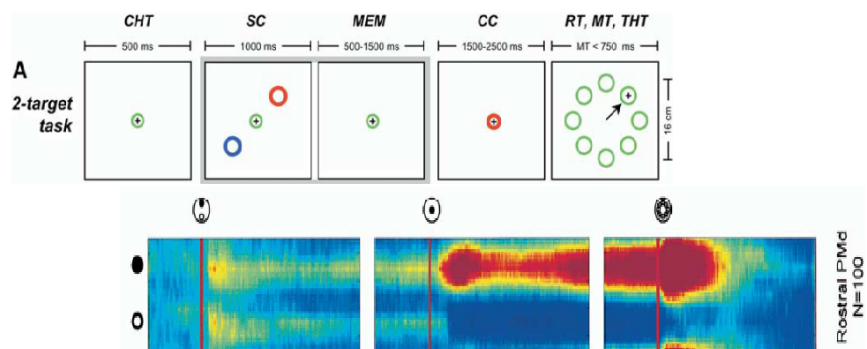 CHT SC MEM CC RT, MT, THT
500 ms 1000 ms 500-1500 ms 1500-2500 ms MT < 750 ms
A
2-target
task
16 cm
Rostral PMd
N=100